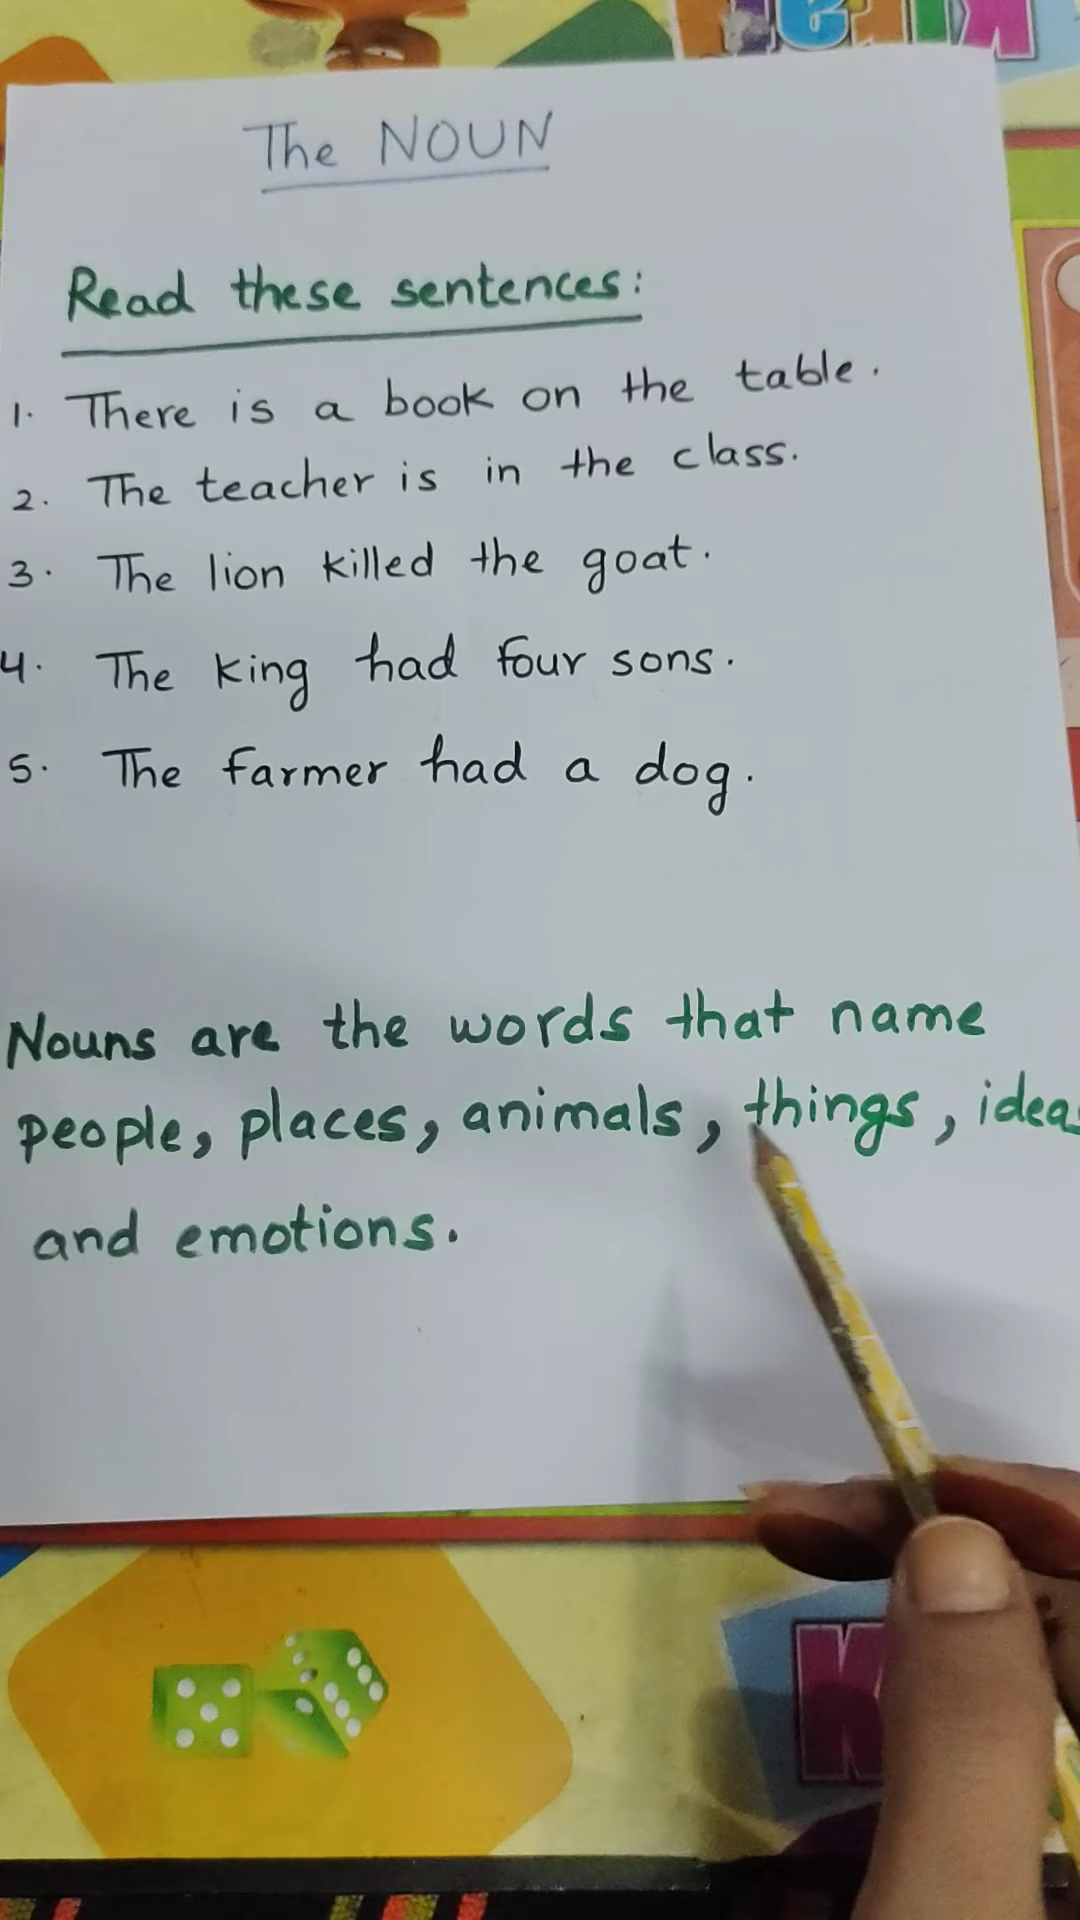 The NOUN
Read these sentences:
1. There is a book on the table.
2. The teacher is in the class.
3. The lion killed the goat.
4. The king had four sons.
5. The farmer had a dog.
Nouns are the words that name
people, places, animals, things, ideas
and emotions.